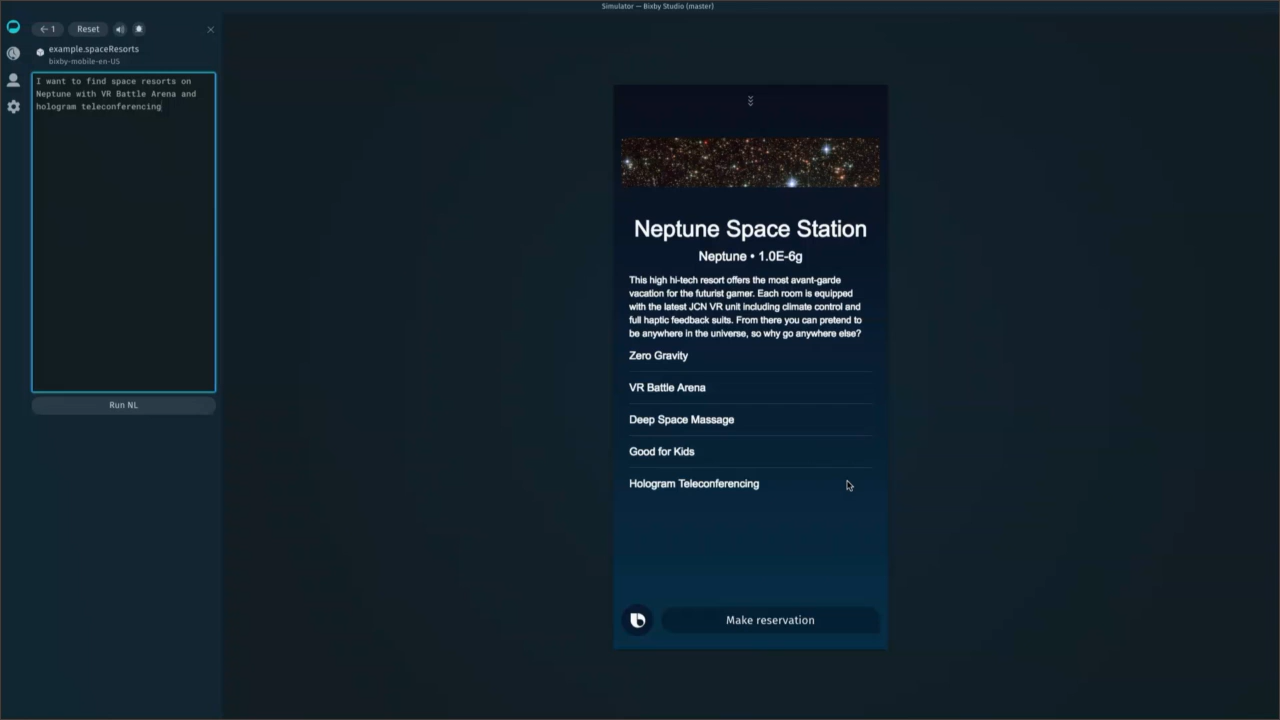 Simulator — Bixby Studio (master)
← 1 Reset
example.spaceResorts
bixby-mobile-en-US
I want to find space resorts on
Neptune with VR Battle Arena and
hologram teleconferencing
Run NL
Neptune Space Station
Neptune • 1.0E-6g
This high hi-tech resort offers the most avant-garde
vacation for the futurist gamer. Each room is equipped
with the latest JCN VR unit including climate control and
full haptic feedback suits. From there you can pretend to
be anywhere in the universe, so why go anywhere else?
Zero Gravity
VR Battle Arena
Deep Space Massage
Good for Kids
Hologram Teleconferencing
Make reservation